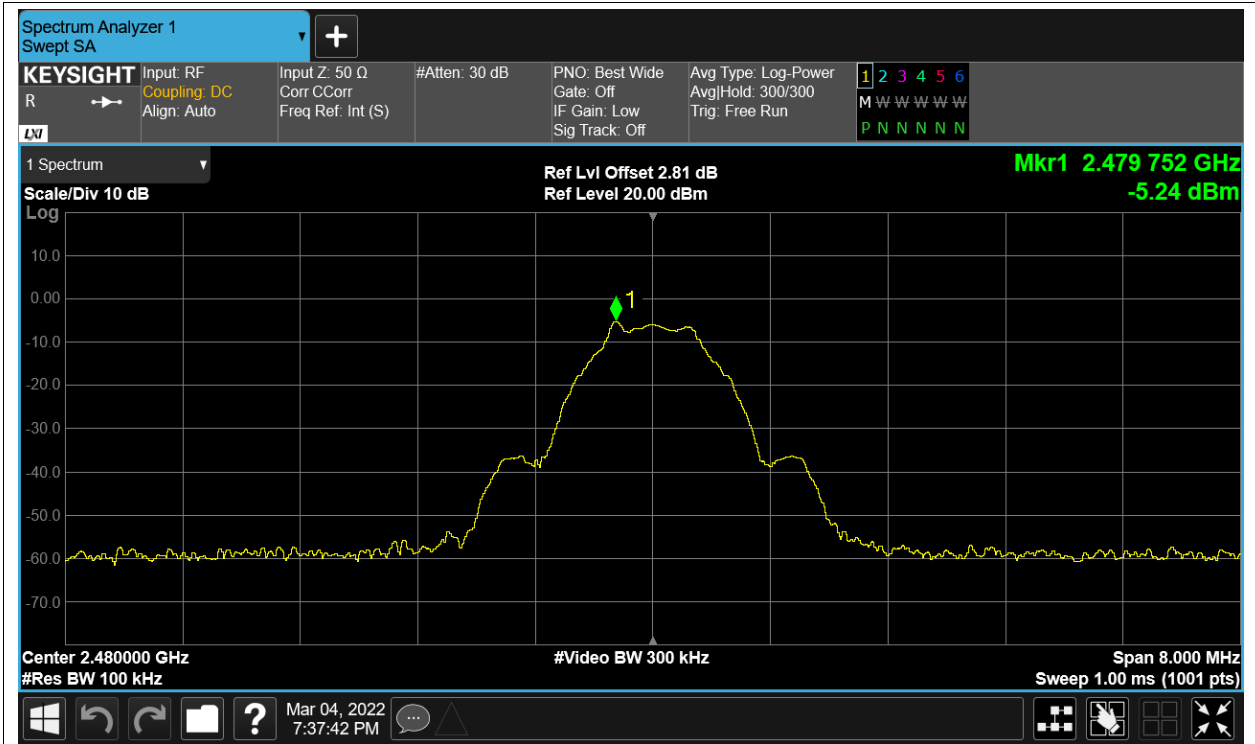 Spectrum Analyzer 1
Swept SA
KEYSIGHT
R
LXI
Input: RF
Coupling: DC
Align: Auto
Input Z: 50 Ω
Corr CCorr
Freq Ref: Int (S)
#Atten: 30 dB
PNO: Best Wide
Gate: Off
IF Gain: Low
Sig Track: Off
Avg Type: Log-Power
Avg|Hold: 300/300
Trig: Free Run
1 2 3 4 5 6
M W W W W W
P N N N N N
1 Spectrum
Scale/Div 10 dB
Log
Ref Lvl Offset 2.81 dB
Ref Level 20.00 dBm
Mkr1 2.479 752 GHz
-5.24 dBm
10.0
0.00
-10.0
-20.0
-30.0
-40.0
-50.0
-60.0
-70.0
1
Center 2.480000 GHz
#Res BW 100 kHz
#Video BW 300 kHz
Span 8.000 MHz
Sweep 1.00 ms (1001 pts)
?
Mar 04, 2022
7:37:42 PM